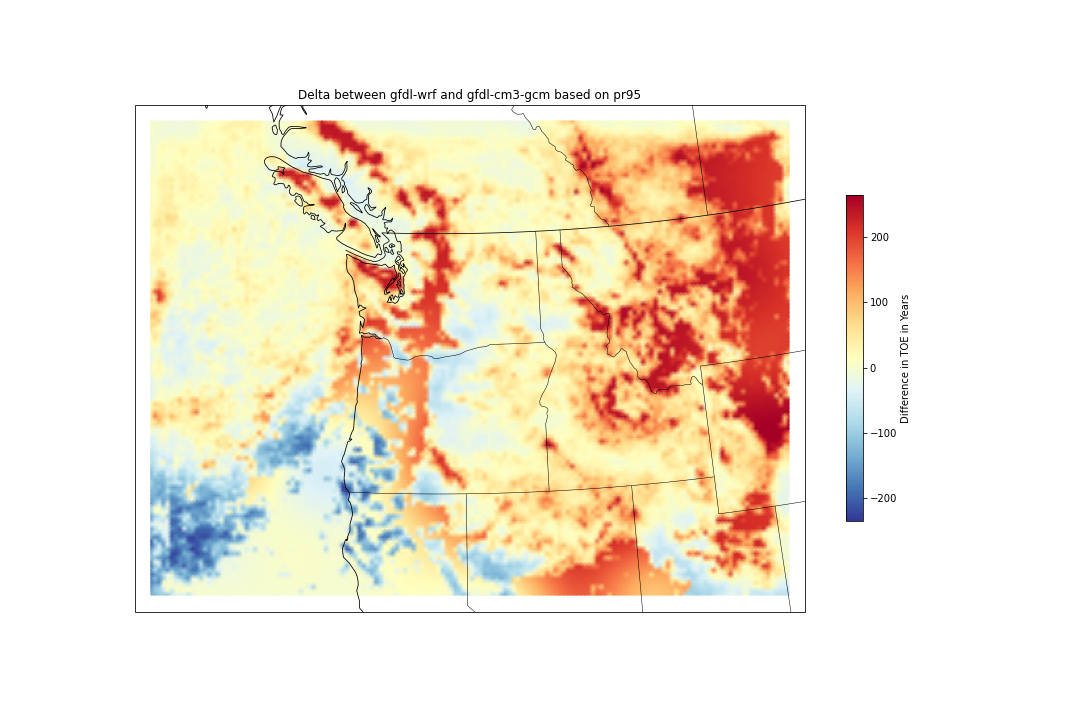 Delta between gfdl-wrf and gfdl-cm3-gcm based on pr95
200
100
0
−100
−200
Difference in TOE in Years